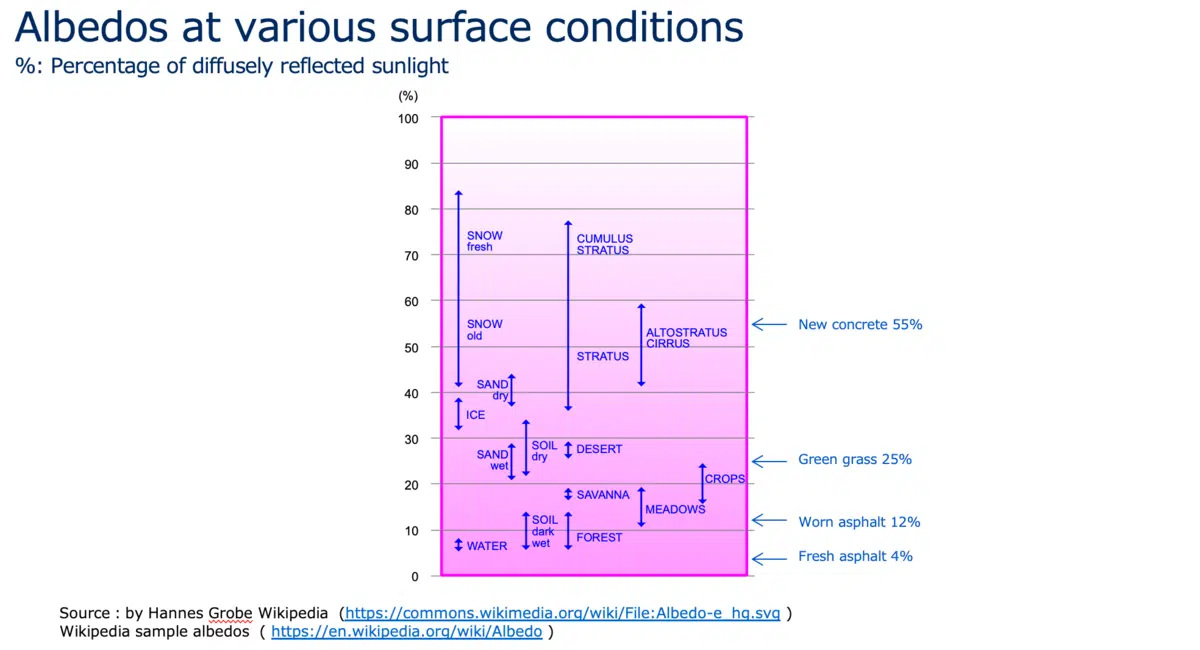 Albedos at various surface conditions
%: Percentage of diffusely reflected sunlight
(%)
100
90
80
70
60
50
40
30
20
10
0
SNOW
fresh
CUMULUS
STRATUS
SNOW
old
ALTOSTRATUS
CIRRUS
STRATUS
SAND
dry
ICE
SOIL
dry
DESERT
SAND
wet
CROPS
SAVANNA
MEADOWS
SOIL
dark
wet
FOREST
WATER
New concrete 55%
Green grass 25%
Worn asphalt 12%
Fresh asphalt 4%
Source : by Hannes Grobe Wikipedia (https://commons.wikimedia.org/wiki/File:Albedo-e_hg.svg )
Wikipedia sample albedos ( https://en.wikipedia.org/wiki/Albedo )